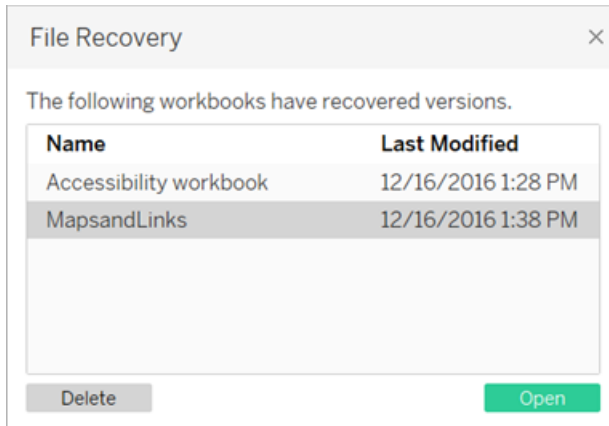 File Recovery
The following workbooks have recovered versions.
Name Last Modified
Accessibility workbook 12/16/2016 1:28 PM
MapsandLinks 12/16/2016 1:38 PM
Delete Open